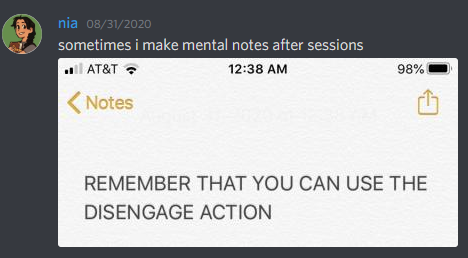 nia 08/31/2020
sometimes i make mental notes after sessions
AT&T 12:38 AM 98%
Notes
REMEMBER THAT YOU CAN USE THE
DISENGAGE ACTION